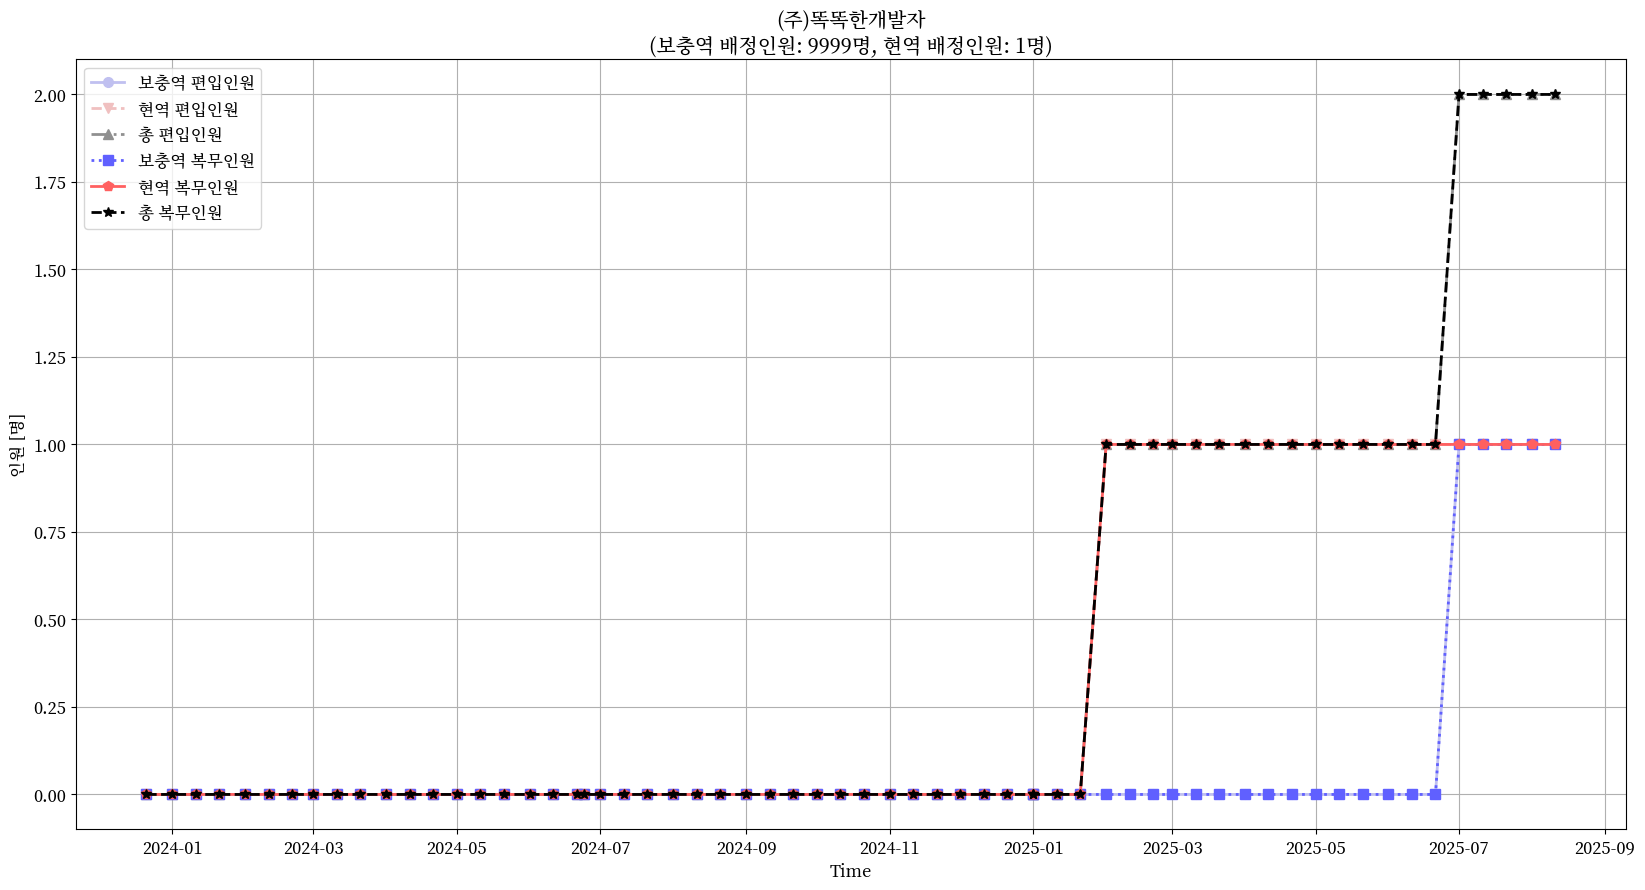 (주)똑똑한개발자
(보충역 배정인원: 9999명, 현역 배정인원: 1명)
보충역 편입인원
현역 편입인원
총 편입인원
보충역 복무인원
현역 복무인원
총 복무인원
2.00
1.75
1.50
1.25
1.00
0.75
0.50
0.25
0.00
인원 [명]
2024-01 2024-03 2024-05 2024-07 2024-09 2024-11 2025-01 2025-03 2025-05 2025-07 2025-09
Time